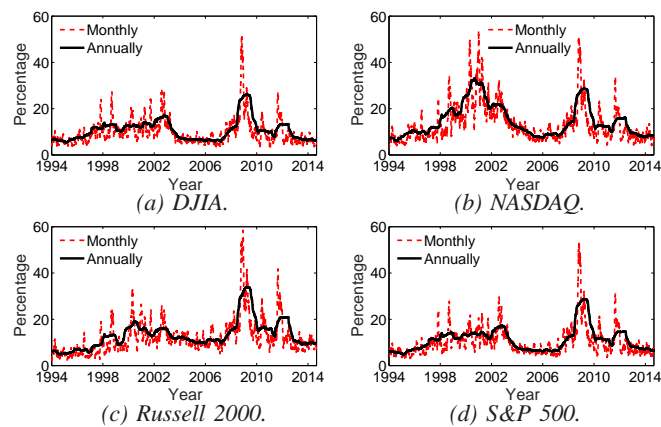 60
40
20
0
Percentage
Monthly
Annually
1994 1998 2002 2006 2010 2014
Year
(a) DJIA.
60
40
20
0
Percentage
Monthly
Annually
1994 1998 2002 2006 2010 2014
Year
(b) NASDAQ.
60
40
20
0
Percentage
Monthly
Annually
1994 1998 2002 2006 2010 2014
Year
(c) Russell 2000.
60
40
20
0
Percentage
Monthly
Annually
1994 1998 2002 2006 2010 2014
Year
(d) S&P 500.